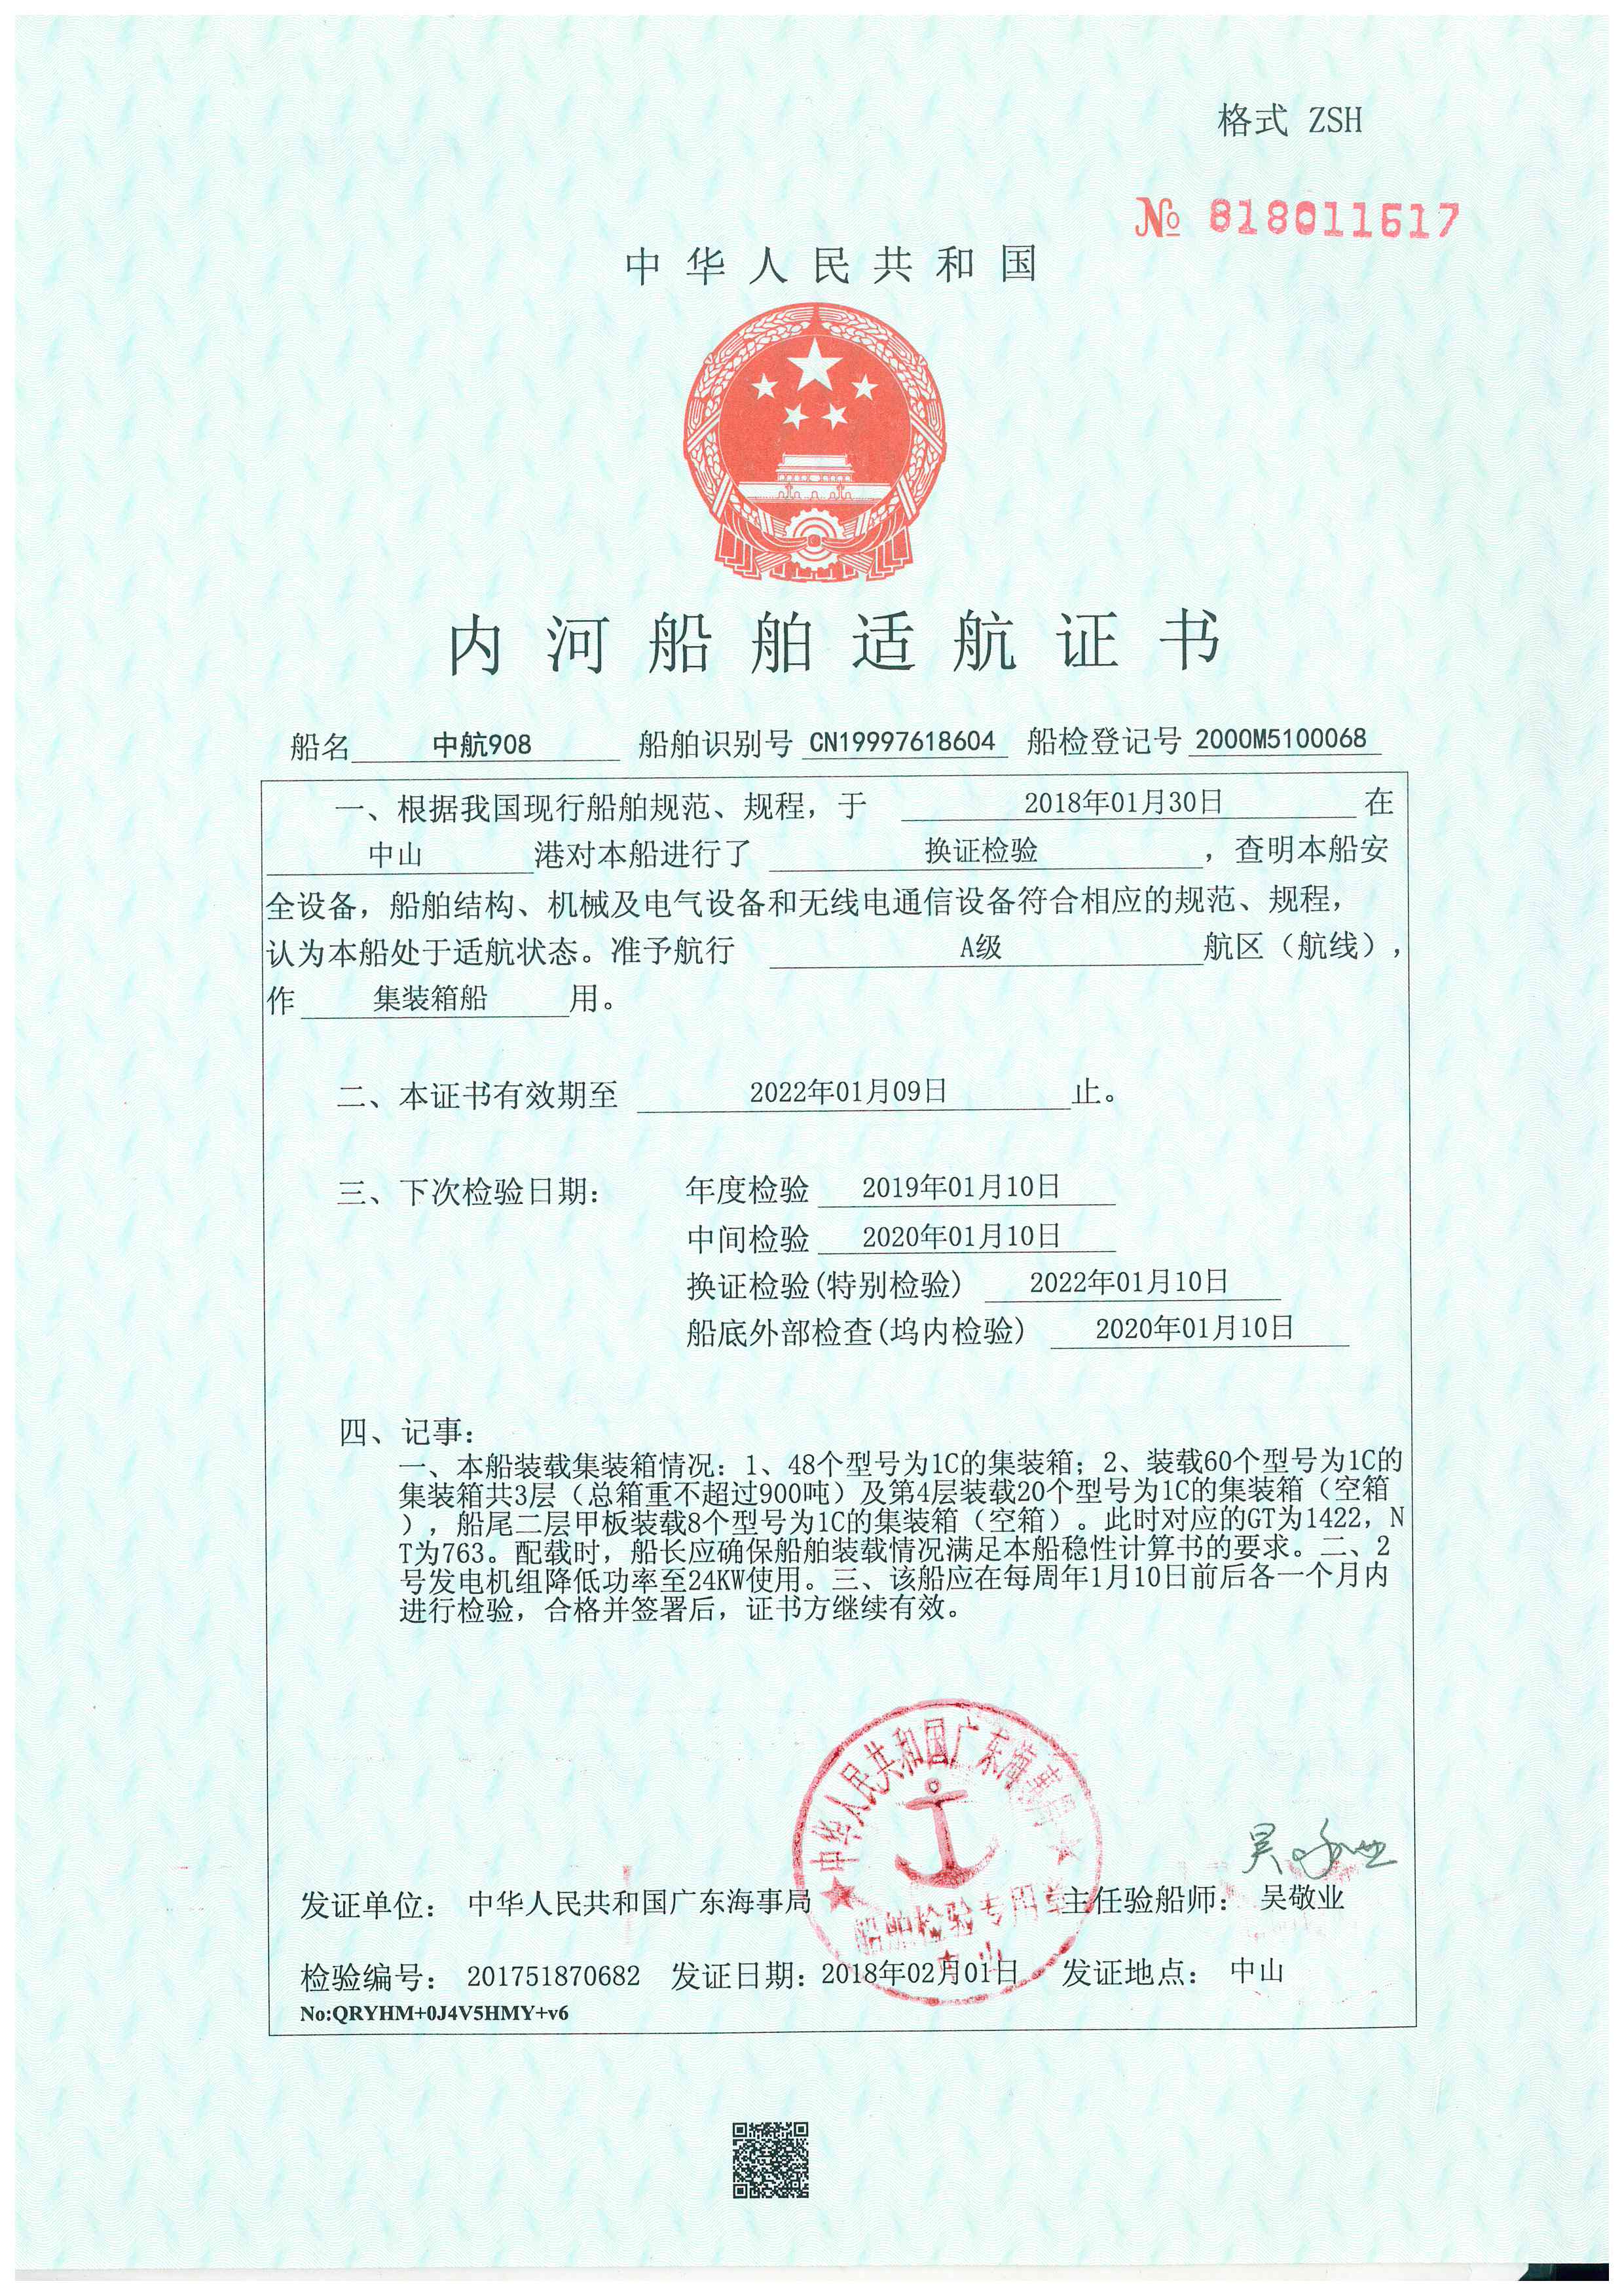 格式 ZSH
№ 818011617
中华人民共和国
内河船舶适航证书
船名 中航908 船舶识别号 CN19997618604 船检登记号 2000M5100068
一、根据我国现行船舶规范、规程，于 2018年01月30日 在
中山 港对本船进行了 换证检验 ，查明本船安
全设备，船舶结构、机械及电气设备和无线电通信设备符合相应的规范、规程，
认为本船处于适航状态。准予航行 A级 航区（航线），
作 集装箱船 用。
二、本证书有效期至 2022年01月09日 止。
三、下次检验日期： 年度检验 2019年01月10日
中间检验 2020年01月10日
换证检验(特别检验) 2022年01月10日
船底外部检查(坞内检验) 2020年01月10日
四、记事：
一、本船装载集装箱情况：1、48个型号为1C的集装箱；2、装载60个型号为1C的
集装箱共3层（总箱重不超过900吨）及第4层装载20个型号为1C的集装箱（空箱
），船尾二层甲板装载8个型号为1C的集装箱（空箱）。此时对应的GT为1422，N
T为763。配载时，船长应确保船舶装载情况满足本船稳性计算书的要求。二、2
号发电机组降低功率至24KW使用。三、该船应在每周年1月10日前后各一个月内
进行检验，合格并签署后，证书方继续有效。
中华人民共和国广东海事局
船舶检验专用章
中山
吴敬业
发证单位： 中华人民共和国广东海事局 主任验船师： 吴敬业
检验编号： 201751870682 发证日期：2018年02月01日 发证地点： 中山
No:QRYHM+0J4V5HMY+v6